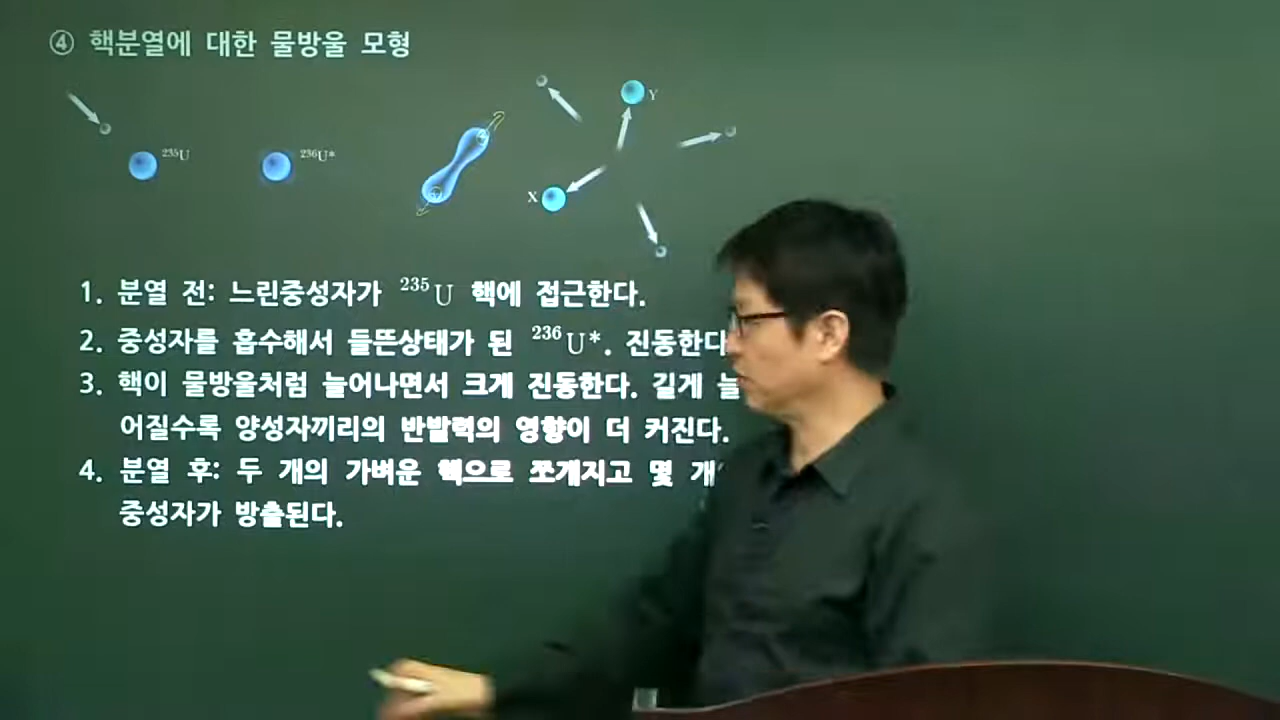 ④ 핵분열에 대한 물방울 모형
Y
²³⁵U
²³⁶U*
X
1. 분열 전: 느린중성자가 ²³⁵U 핵에 접근한다.
2. 중성자를 흡수해서 들뜬상태가 된 ²³⁶U*. 진동한다
3. 핵이 물방울처럼 늘어나면서 크게 진동한다. 길게 늘
어질수록 양성자끼리의 반발력의 영향이 더 커진다.
4. 분열 후: 두 개의 가벼운 핵으로 쪼개지고 몇 개
중성자가 방출된다.